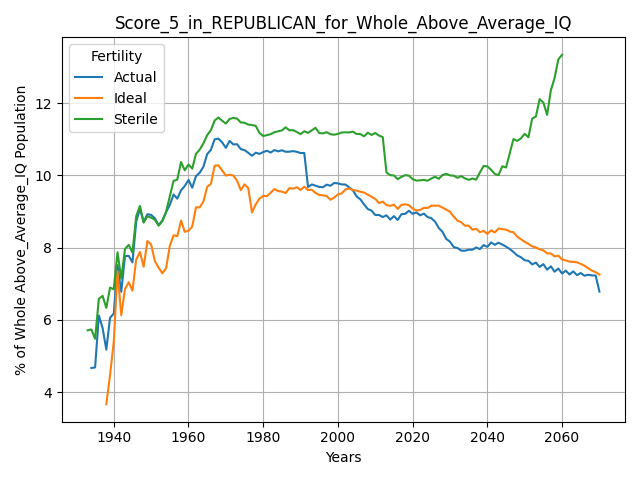 Score_5_in_REPUBLICAN_for_Whole_Above_Average_IQ
Fertility
Actual
Ideal
Sterile
% of Whole Above_Average_IQ Population
12
10
8
6
4
1940 1960 1980 2000 2020 2040 2060
Years